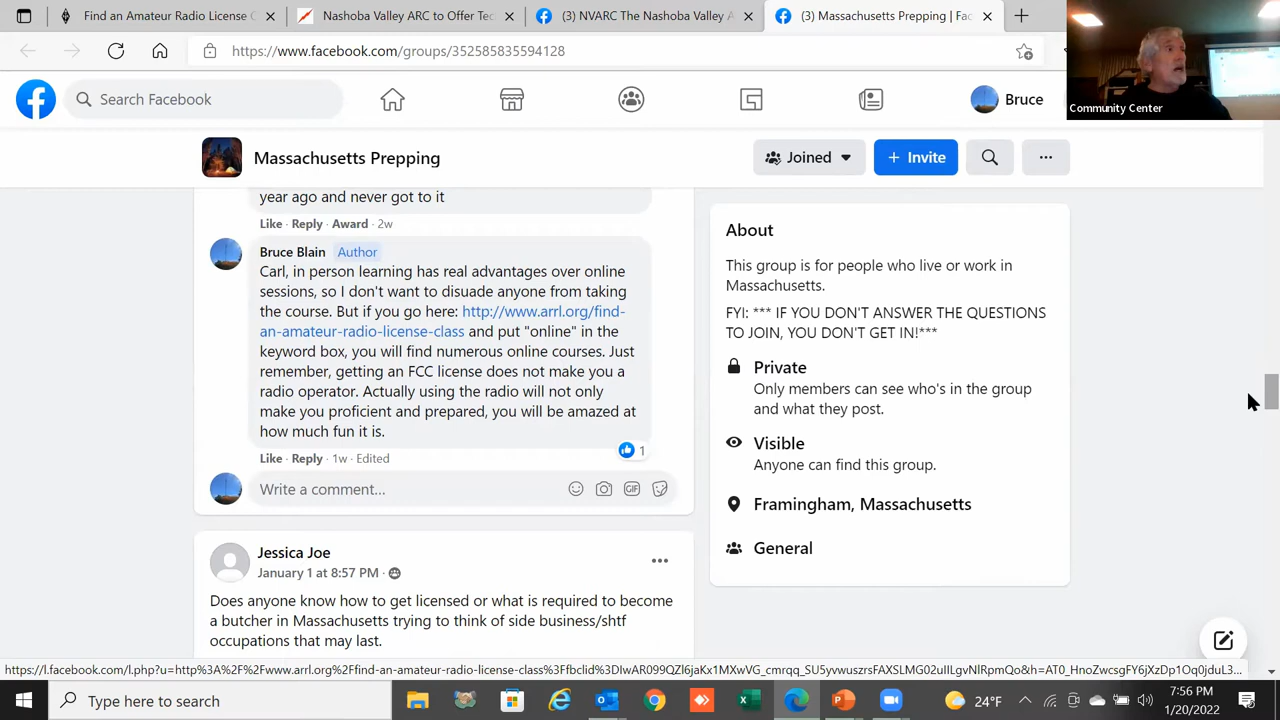 Find an Amateur Radio License C
Nashoba Valley ARC to Offer Tec
(3) NVARC The Nashoba Valley A
(3) Massachusetts Prepping | Fac
https://www.facebook.com/groups/352585835594128
Community Center
Search Facebook
Bruce
Massachusetts Prepping
Joined
+ Invite
year ago and never got to it
Like · Reply · Award · 2w
Bruce Blain Author
Carl, in person learning has real advantages over online
sessions, so I don't want to disuade anyone from taking
the course. But if you go here: http://www.arrl.org/find-
an-amateur-radio-license-class and put "online" in the
keyword box, you will find numerous online courses. Just
remember, getting an FCC license does not make you a
radio operator. Actually using the radio will not only
make you proficient and prepared, you will be amazed at
how much fun it is.
1
Like · Reply · 1w · Edited
Write a comment...
GIF
Jessica Joe
January 1 at 8:57 PM ·
Does anyone know how to get licensed or what is required to become
a butcher in Massachusetts trying to think of side business/shtf
occupations that may last.
About
This group is for people who live or work in
Massachusetts.
FYI: *** IF YOU DON'T ANSWER THE QUESTIONS
TO JOIN, YOU DON'T GET IN!***
Private
Only members can see who's in the group
and what they post.
Visible
Anyone can find this group.
Framingham, Massachusetts
General
Type here to search
24°F
7:56 PM
1/20/2022